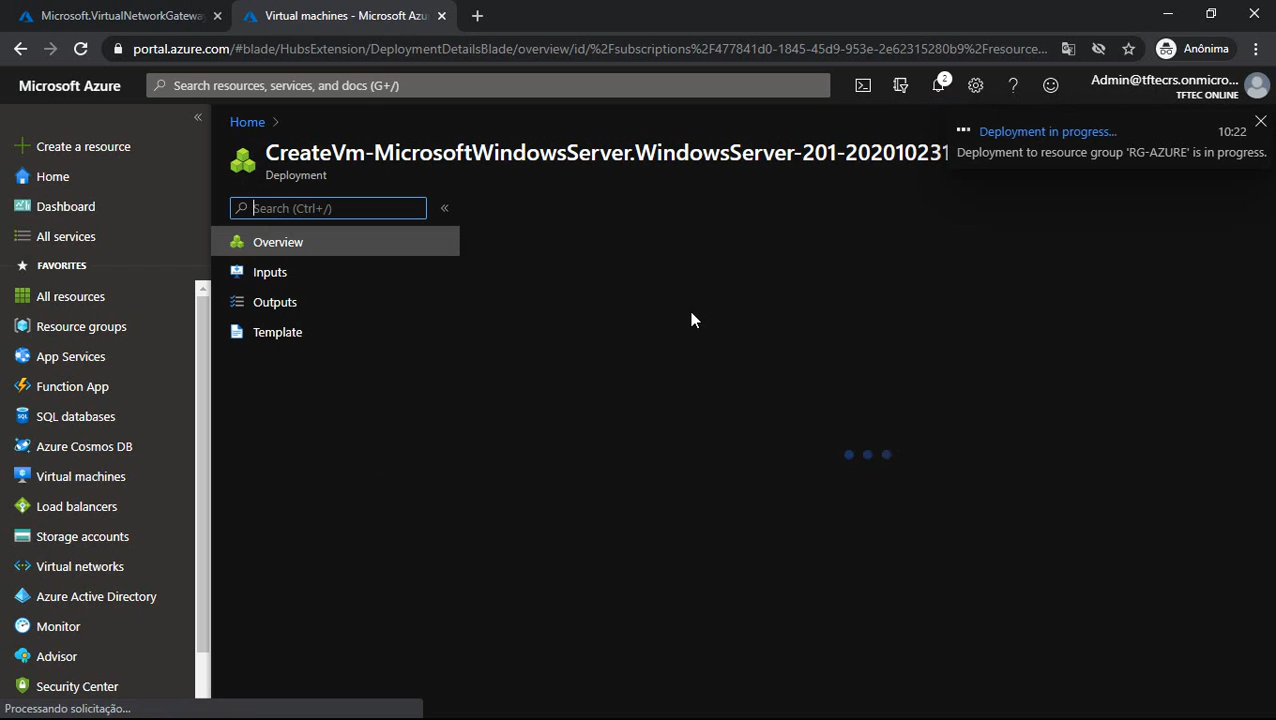 Microsoft.VirtualNetworkGateway
Virtual machines - Microsoft Azu
portal.azure.com/#blade/HubsExtension/DeploymentDetailsBlade/overview/id/%2Fsubscriptions%2F477841d0-1845-45d9-953e-2e62315280b9%2Fresource...
Anônima
Microsoft Azure
Search resources, services, and docs (G+/)
2
Admin@tftecrs.onmicro...
TFTEC ONLINE
Create a resource
Home
Dashboard
All services
FAVORITES
All resources
Resource groups
App Services
Function App
SQL databases
Azure Cosmos DB
Virtual machines
Load balancers
Storage accounts
Virtual networks
Azure Active Directory
Monitor
Advisor
Security Center
Home
CreateVm-MicrosoftWindowsServer.WindowsServer-201-202010231
Deployment
Search (Ctrl+/)
Overview
Inputs
Outputs
Template
Deployment in progress...
10:22
Deployment to resource group 'RG-AZURE' is in progress.
Processando solicitação...